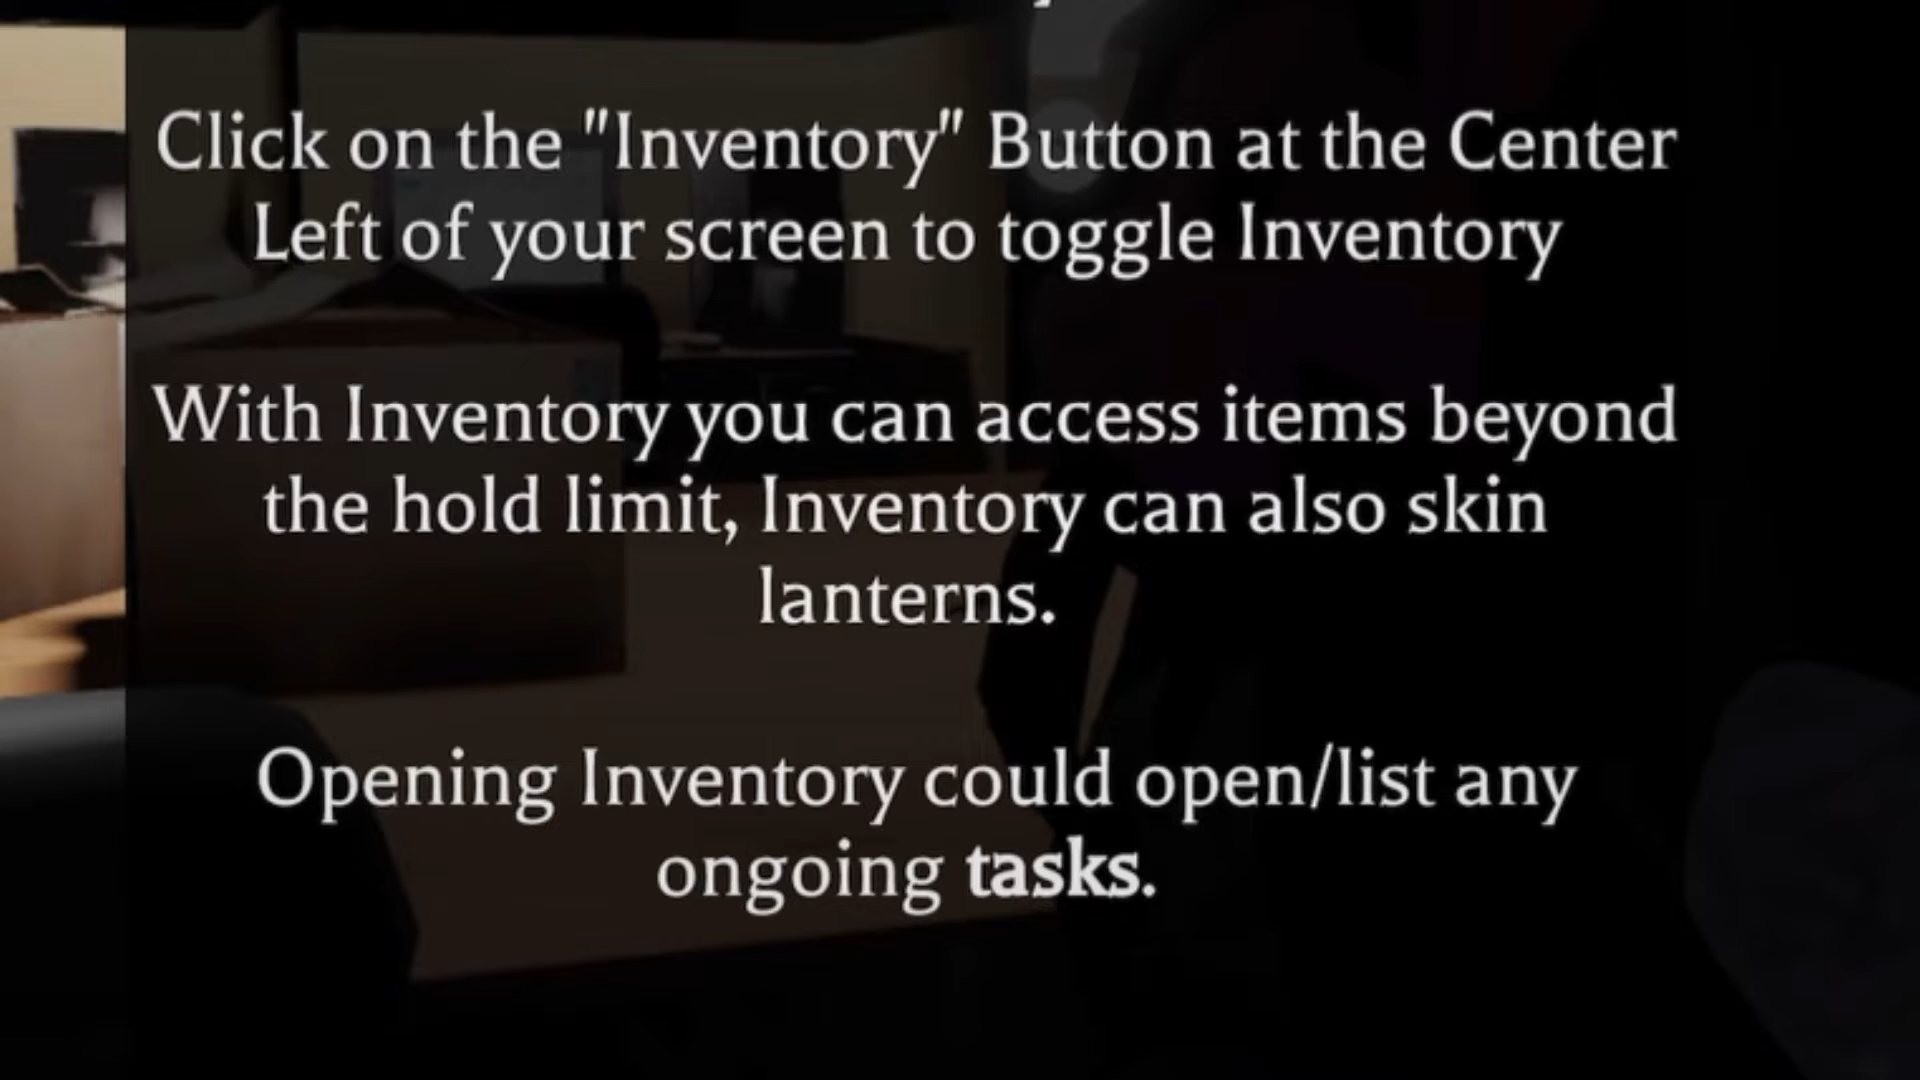 Click on the "Inventory" Button at the Center
Left of your screen to toggle Inventory
With Inventory you can access items beyond
the hold limit, Inventory can also skin
lanterns.
Opening Inventory could open/list any
ongoing tasks.